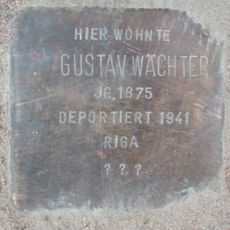 HIER WOHNTE
GUSTAV WÄCHTER
JG. 1875
DEPORTIERT 1941
RIGA
? ? ?